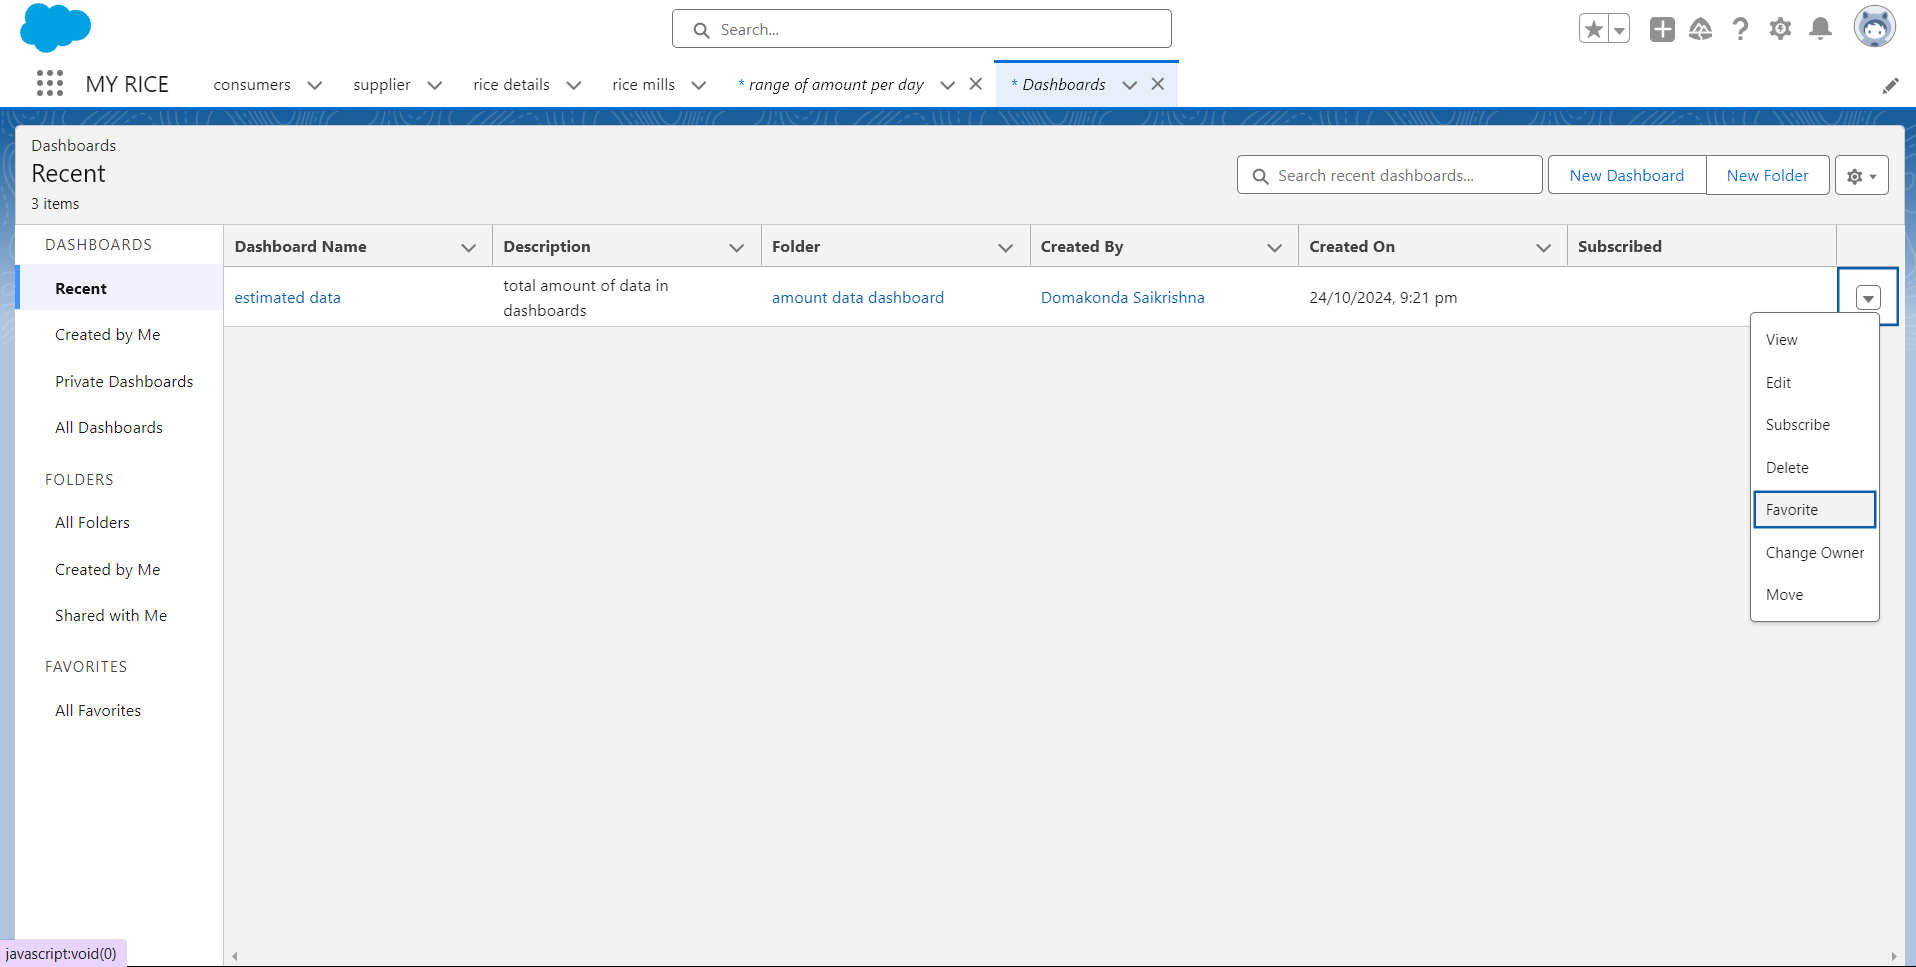 Search...
MY RICE
consumers
supplier
rice details
rice mills
* range of amount per day
* Dashboards
Dashboards
Recent
3 items
Search recent dashboards...
New Dashboard
New Folder
DASHBOARDS
Recent
Created by Me
Private Dashboards
All Dashboards
FOLDERS
All Folders
Created by Me
Shared with Me
FAVORITES
All Favorites
Dashboard Name
Description
Folder
Created By
Created On
Subscribed
estimated data
total amount of data in
dashboards
amount data dashboard
Domakonda Saikrishna
24/10/2024, 9:21 pm
View
Edit
Subscribe
Delete
Favorite
Change Owner
Move
javascript:void(0)